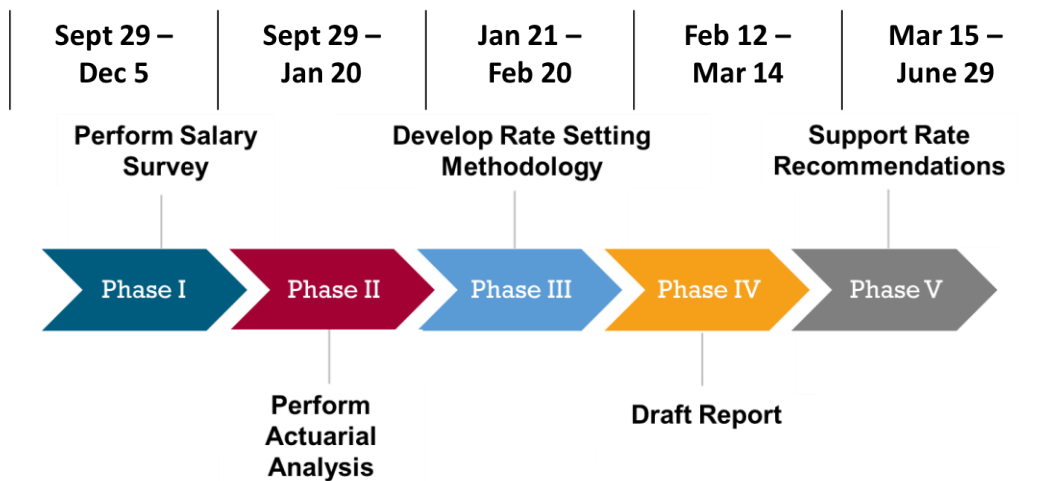 Sept 29 –
Dec 5
Sept 29 –
Jan 20
Jan 21 –
Feb 20
Feb 12 –
Mar 14
Mar 15 –
June 29
Perform Salary
Survey
Develop Rate Setting
Methodology
Support Rate
Recommendations
Phase I
Phase II
Phase III
Phase IV
Phase V
Perform
Actuarial
Analysis
Draft Report